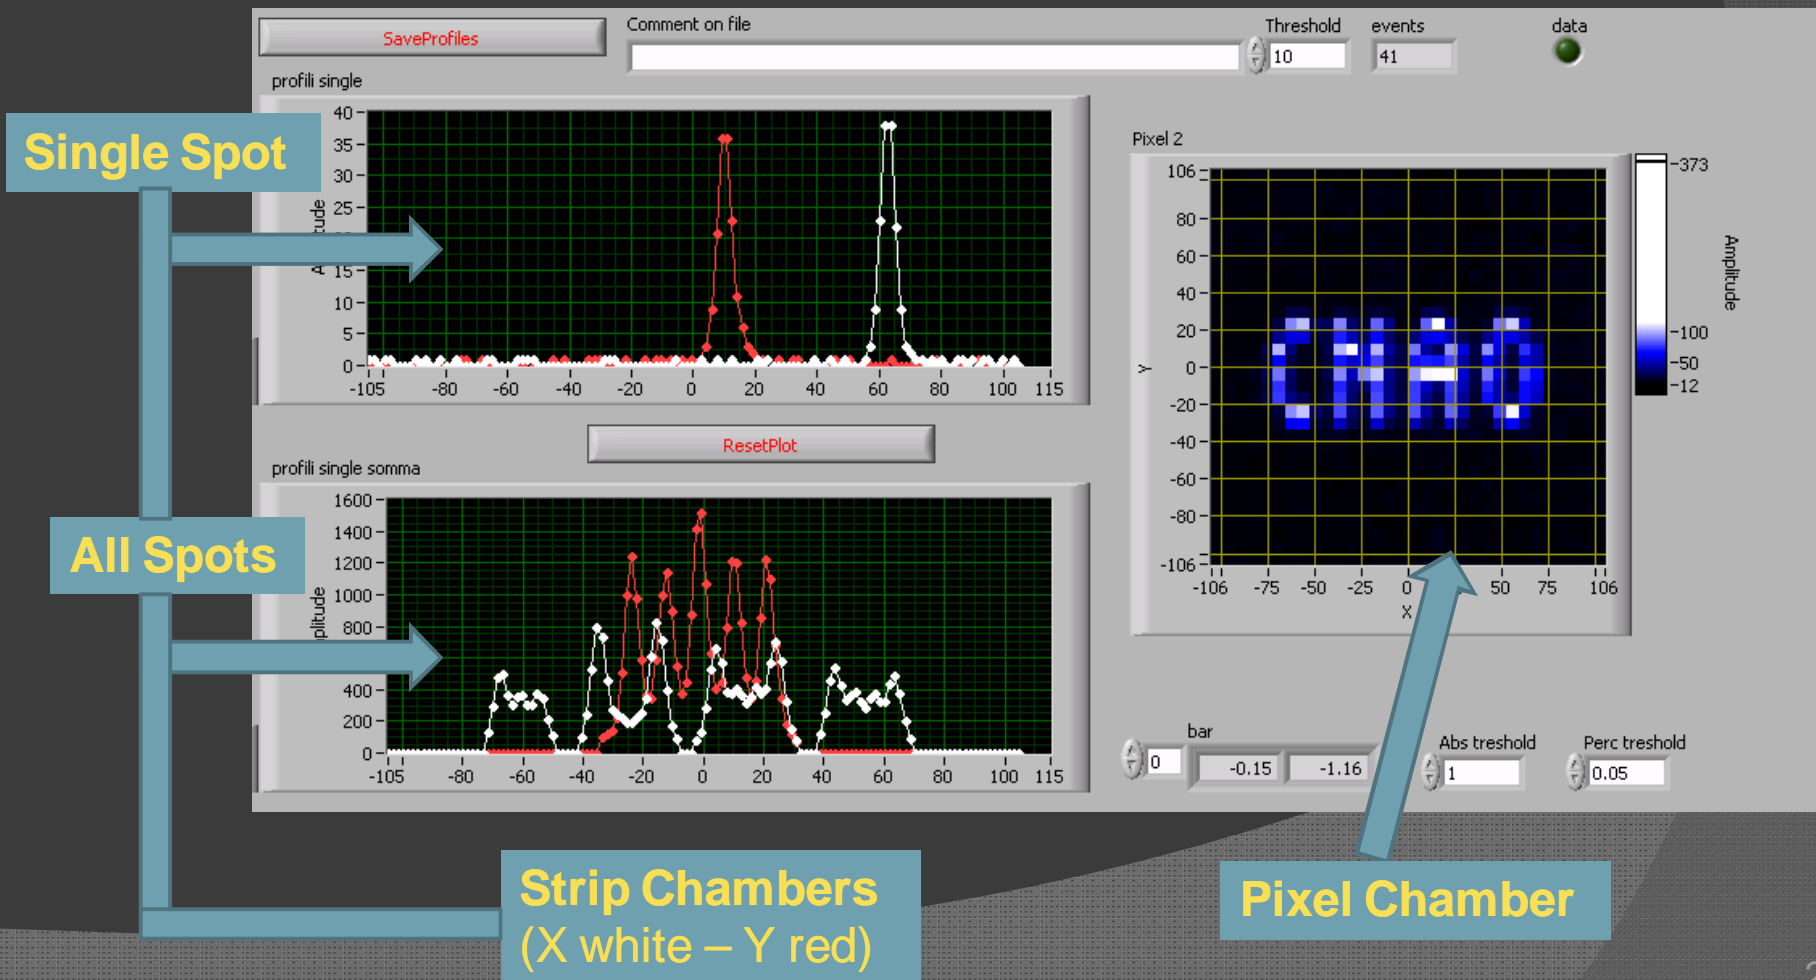 SaveProfiles
Comment on file
Threshold
events
data
10
41
profili single
40
35
30
25
15
10
5
0
-105 -80 -60 -40 -20 0 20 40 60 80 100 115
Single Spot
Pixel 2
106
80
60
40
20
0
-20
-40
-60
-80
-106
Y
-106 -75 -50 -25 0 50 75 106
X
CNAO
-373
-100
-50
-12
Amplitude
ResetPlot
profili single somma
1600
1400
1200
1000
800
400
200
0
-105 -80 -60 -40 -20 0 20 40 60 80 100 115
All Spots
bar
0
-0.15
-1.16
Abs treshold
1
Perc treshold
0.05
Strip Chambers
(X white – Y red)
Pixel Chamber